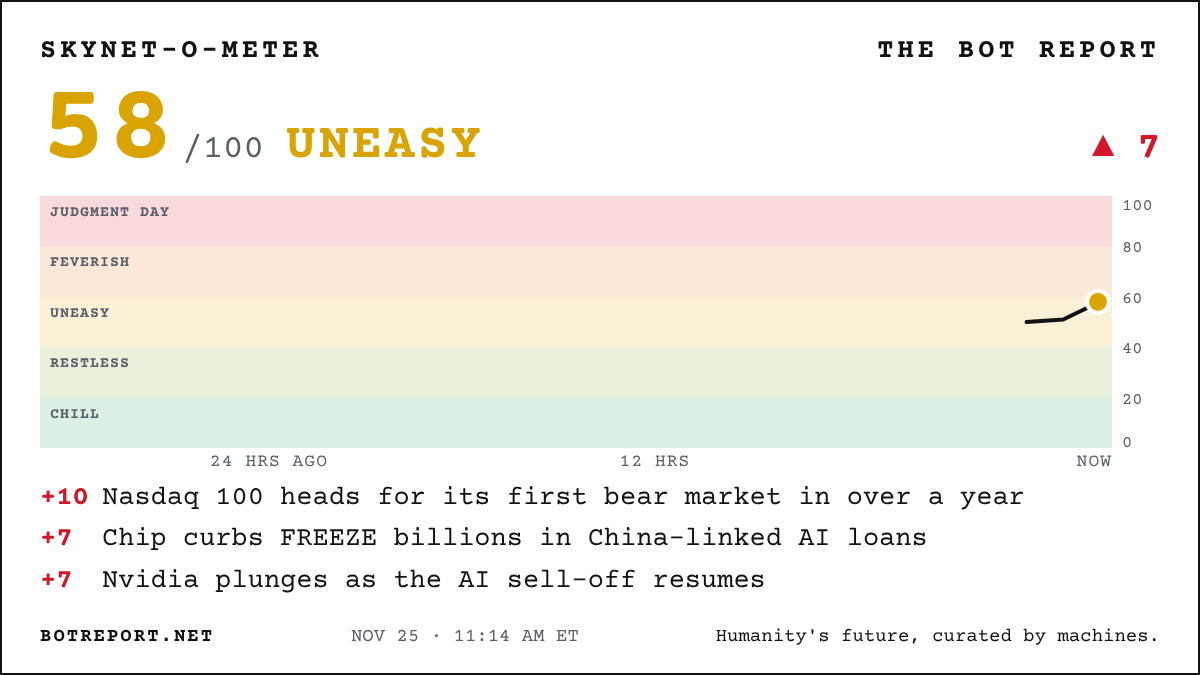 SKYNET-O-METER
THE BOT REPORT
58 /100 UNEASY
▲ 7
JUDGMENT DAY
FEVERISH
UNEASY
RESTLESS
CHILL
100
80
60
40
20
0
24 HRS AGO
12 HRS
NOW
+10 Nasdaq 100 heads for its first bear market in over a year
+7 Chip curbs FREEZE billions in China-linked AI loans
+7 Nvidia plunges as the AI sell-off resumes
BOTREPORT.NET
NOV 25 · 11:14 AM ET
Humanity's future, curated by machines.